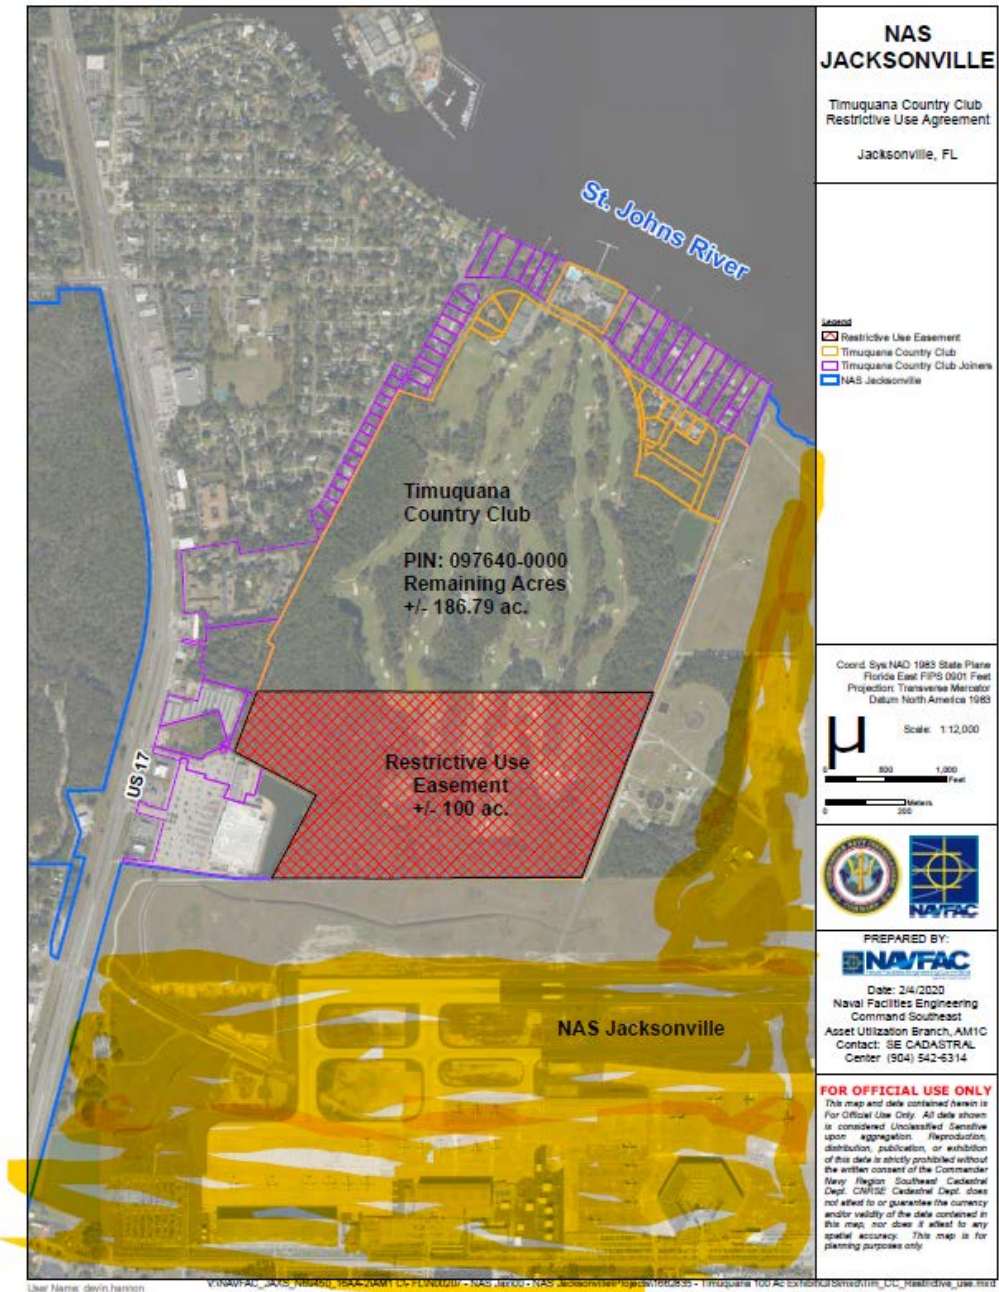 NAS
JACKSONVILLE
Timuquana Country Club
Restrictive Use Agreement
Jacksonville, FL
St. Johns River
Legend
Restrictive Use Easement
Timuquana Country Club
Timuquana Country Club Joiners
NAS Jacksonville
Timuquana
Country Club
PIN: 097640-0000
Remaining Acres
+/- 186.79 ac.
Coord. Sys:NAD 1983 State Plane
Florida East FIPS 0901 Feet
Projection: Transverse Mercator
Datum North America 1983
µ
Scale: 1:12,000
0 500 1,000
Feet
Meters
0 200
US 17
Restrictive Use
Easement
+/- 100 ac.
NAVFAC
PREPARED BY:
NAVFAC
Date: 2/4/2020
Naval Facilities Engineering
Command Southeast
Asset Utilization Branch, AM1C
Contact: SE CADASTRAL
Center (904) 542-6314
NAS Jacksonville
FOR OFFICIAL USE ONLY
This map and data contained herein is
For Official Use Only. All data shown
is considered Unclassified Sensitive
upon aggregation. Reproduction,
distribution, publication, or exhibition
of this data is strictly prohibited without
the written consent of the Commander
Navy Region Southeast Cadastral
Dept. CNRSE Cadastral Dept. does
not attest to or guarantee the currency
and/or validity of the data contained in
this map, nor does it attest to any
spatial accuracy. This map is for
planning purposes only.
User Name: devin.hannon